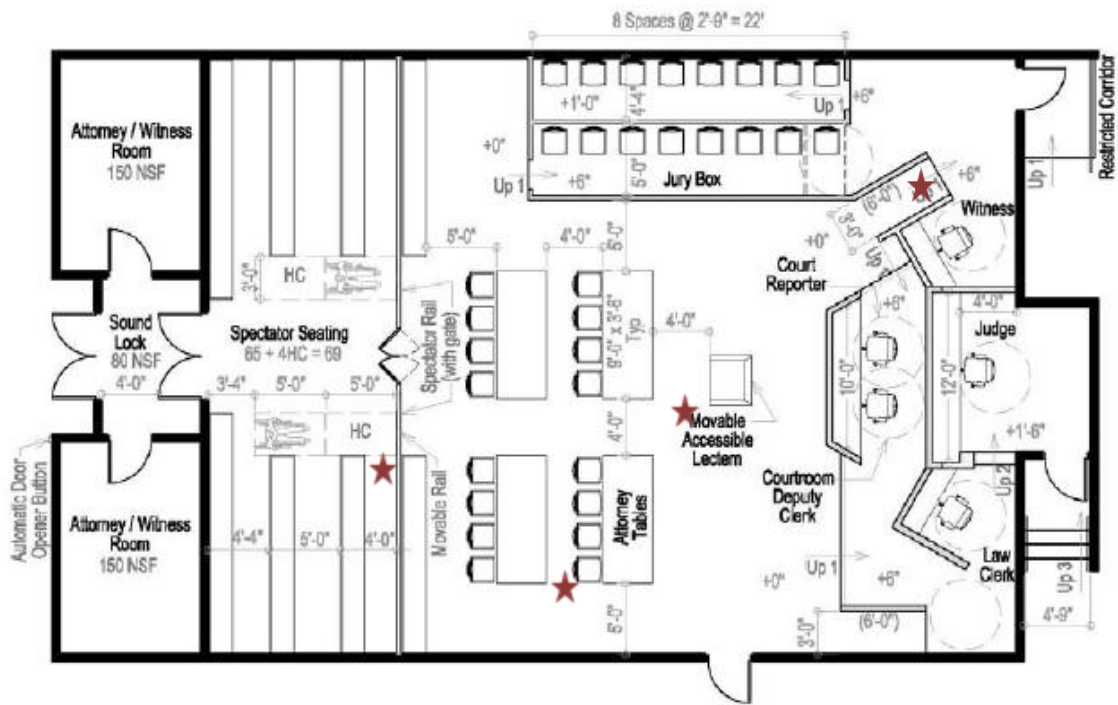 8 Spaces @ 2'-9" = 22'
Attorney / Witness
Room
150 NSF
+1'-0"
4'-4"
Up 1
+6"
Restricted Corridor
+0"
Up 1
+6"
5'-0"
Jury Box
+6"
Up 1
(6'-0")
Witness
3'-0"
+0"
Up
5'-0"
4'-0"
5'-0"
3'-0"
HC
Court
Reporter
+6"
Sound
Lock
80 NSF
Spectator Seating
65 + 4HC = 69
Spectator Rail
(with gate)
9'-0" x 3'-6"
Typ
4'-0"
4'-0"
Judge
10'-0"
12'-0"
4'-0"
3'-4"
5'-0"
5'-0"
HC
4'-0"
Movable
Accessible
Lectern
+1'-6"
Up 2
Automatic Door
Opener Button
Attorney / Witness
Room
150 NSF
Movable Rail
Attorney
Tables
Courtroom
Deputy
Clerk
4'-4"
5'-0"
4'-0"
Up 1
+0"
+6"
Law
Clerk
Up 3
5'-0"
3'-0"
(6'-0")
4'-9"